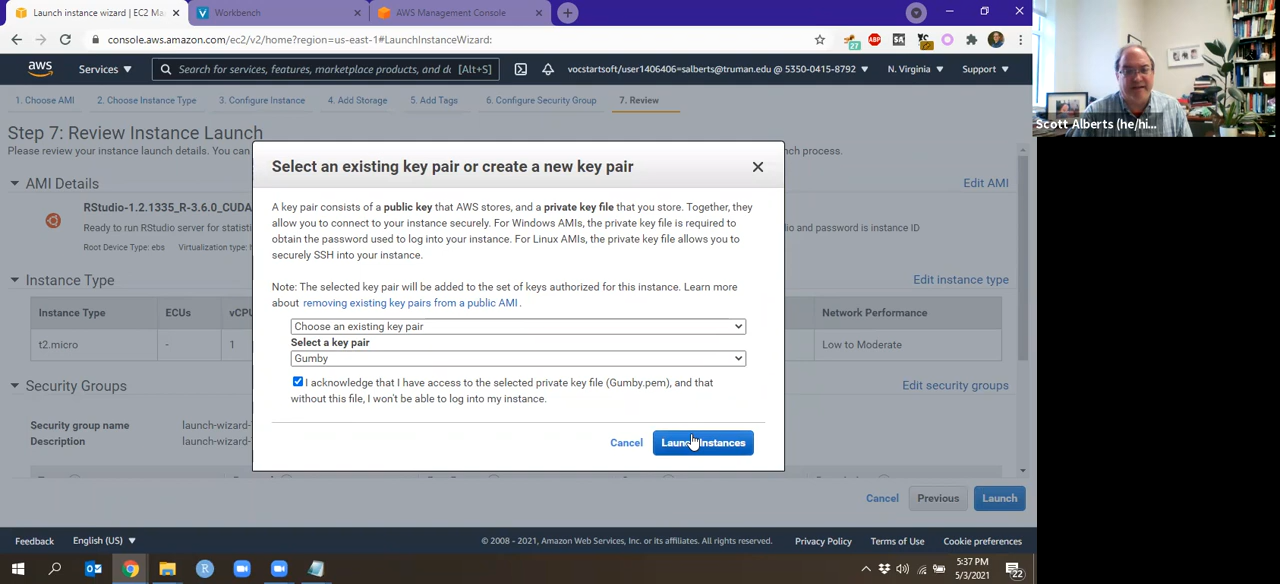 Launch instance wizard | EC2 Ma
Workbench
AWS Management Console
console.aws.amazon.com/ec2/v2/home?region=us-east-1#LaunchInstanceWizard:
27
ABP
aws
Services
Search for services, features, marketplace products, and dc
[Alt+S]
vocstartsoft/user1406406=salberts@truman.edu @ 5350-0415-8792
N. Virginia
Support
Scott Alberts (he/hi...
1. Choose AMI
2. Choose Instance Type
3. Configure Instance
4. Add Storage
5. Add Tags
6. Configure Security Group
7. Review
Step 7: Review Instance Launch
Please review your instance launch details. You can
nch process.
AMI Details
Edit AMI
RStudio-1.2.1335_R-3.6.0_CUDA
Ready to run RStudio server for statisti
dio and password is instance ID
Root Device Type: ebs
Virtualization type: h
Instance Type
Edit instance type
Instance Type
ECUs
vCPU
Network Performance
t2.micro
-
1
Low to Moderate
Security Groups
Edit security groups
Security group name
launch-wizard-
Description
launch-wizard-
Select an existing key pair or create a new key pair
A key pair consists of a public key that AWS stores, and a private key file that you store. Together, they
allow you to connect to your instance securely. For Windows AMIs, the private key file is required to
obtain the password used to log into your instance. For Linux AMIs, the private key file allows you to
securely SSH into your instance.
Note: The selected key pair will be added to the set of keys authorized for this instance. Learn more
about removing existing key pairs from a public AMI .
Choose an existing key pair
Select a key pair
Gumby
I acknowledge that I have access to the selected private key file (Gumby.pem), and that
without this file, I won't be able to log into my instance.
Cancel
Launch Instances
Cancel
Previous
Launch
Feedback
English (US)
© 2008 - 2021, Amazon Web Services, Inc. or its affiliates. All rights reserved.
Privacy Policy
Terms of Use
Cookie preferences
5:37 PM
5/3/2021
22